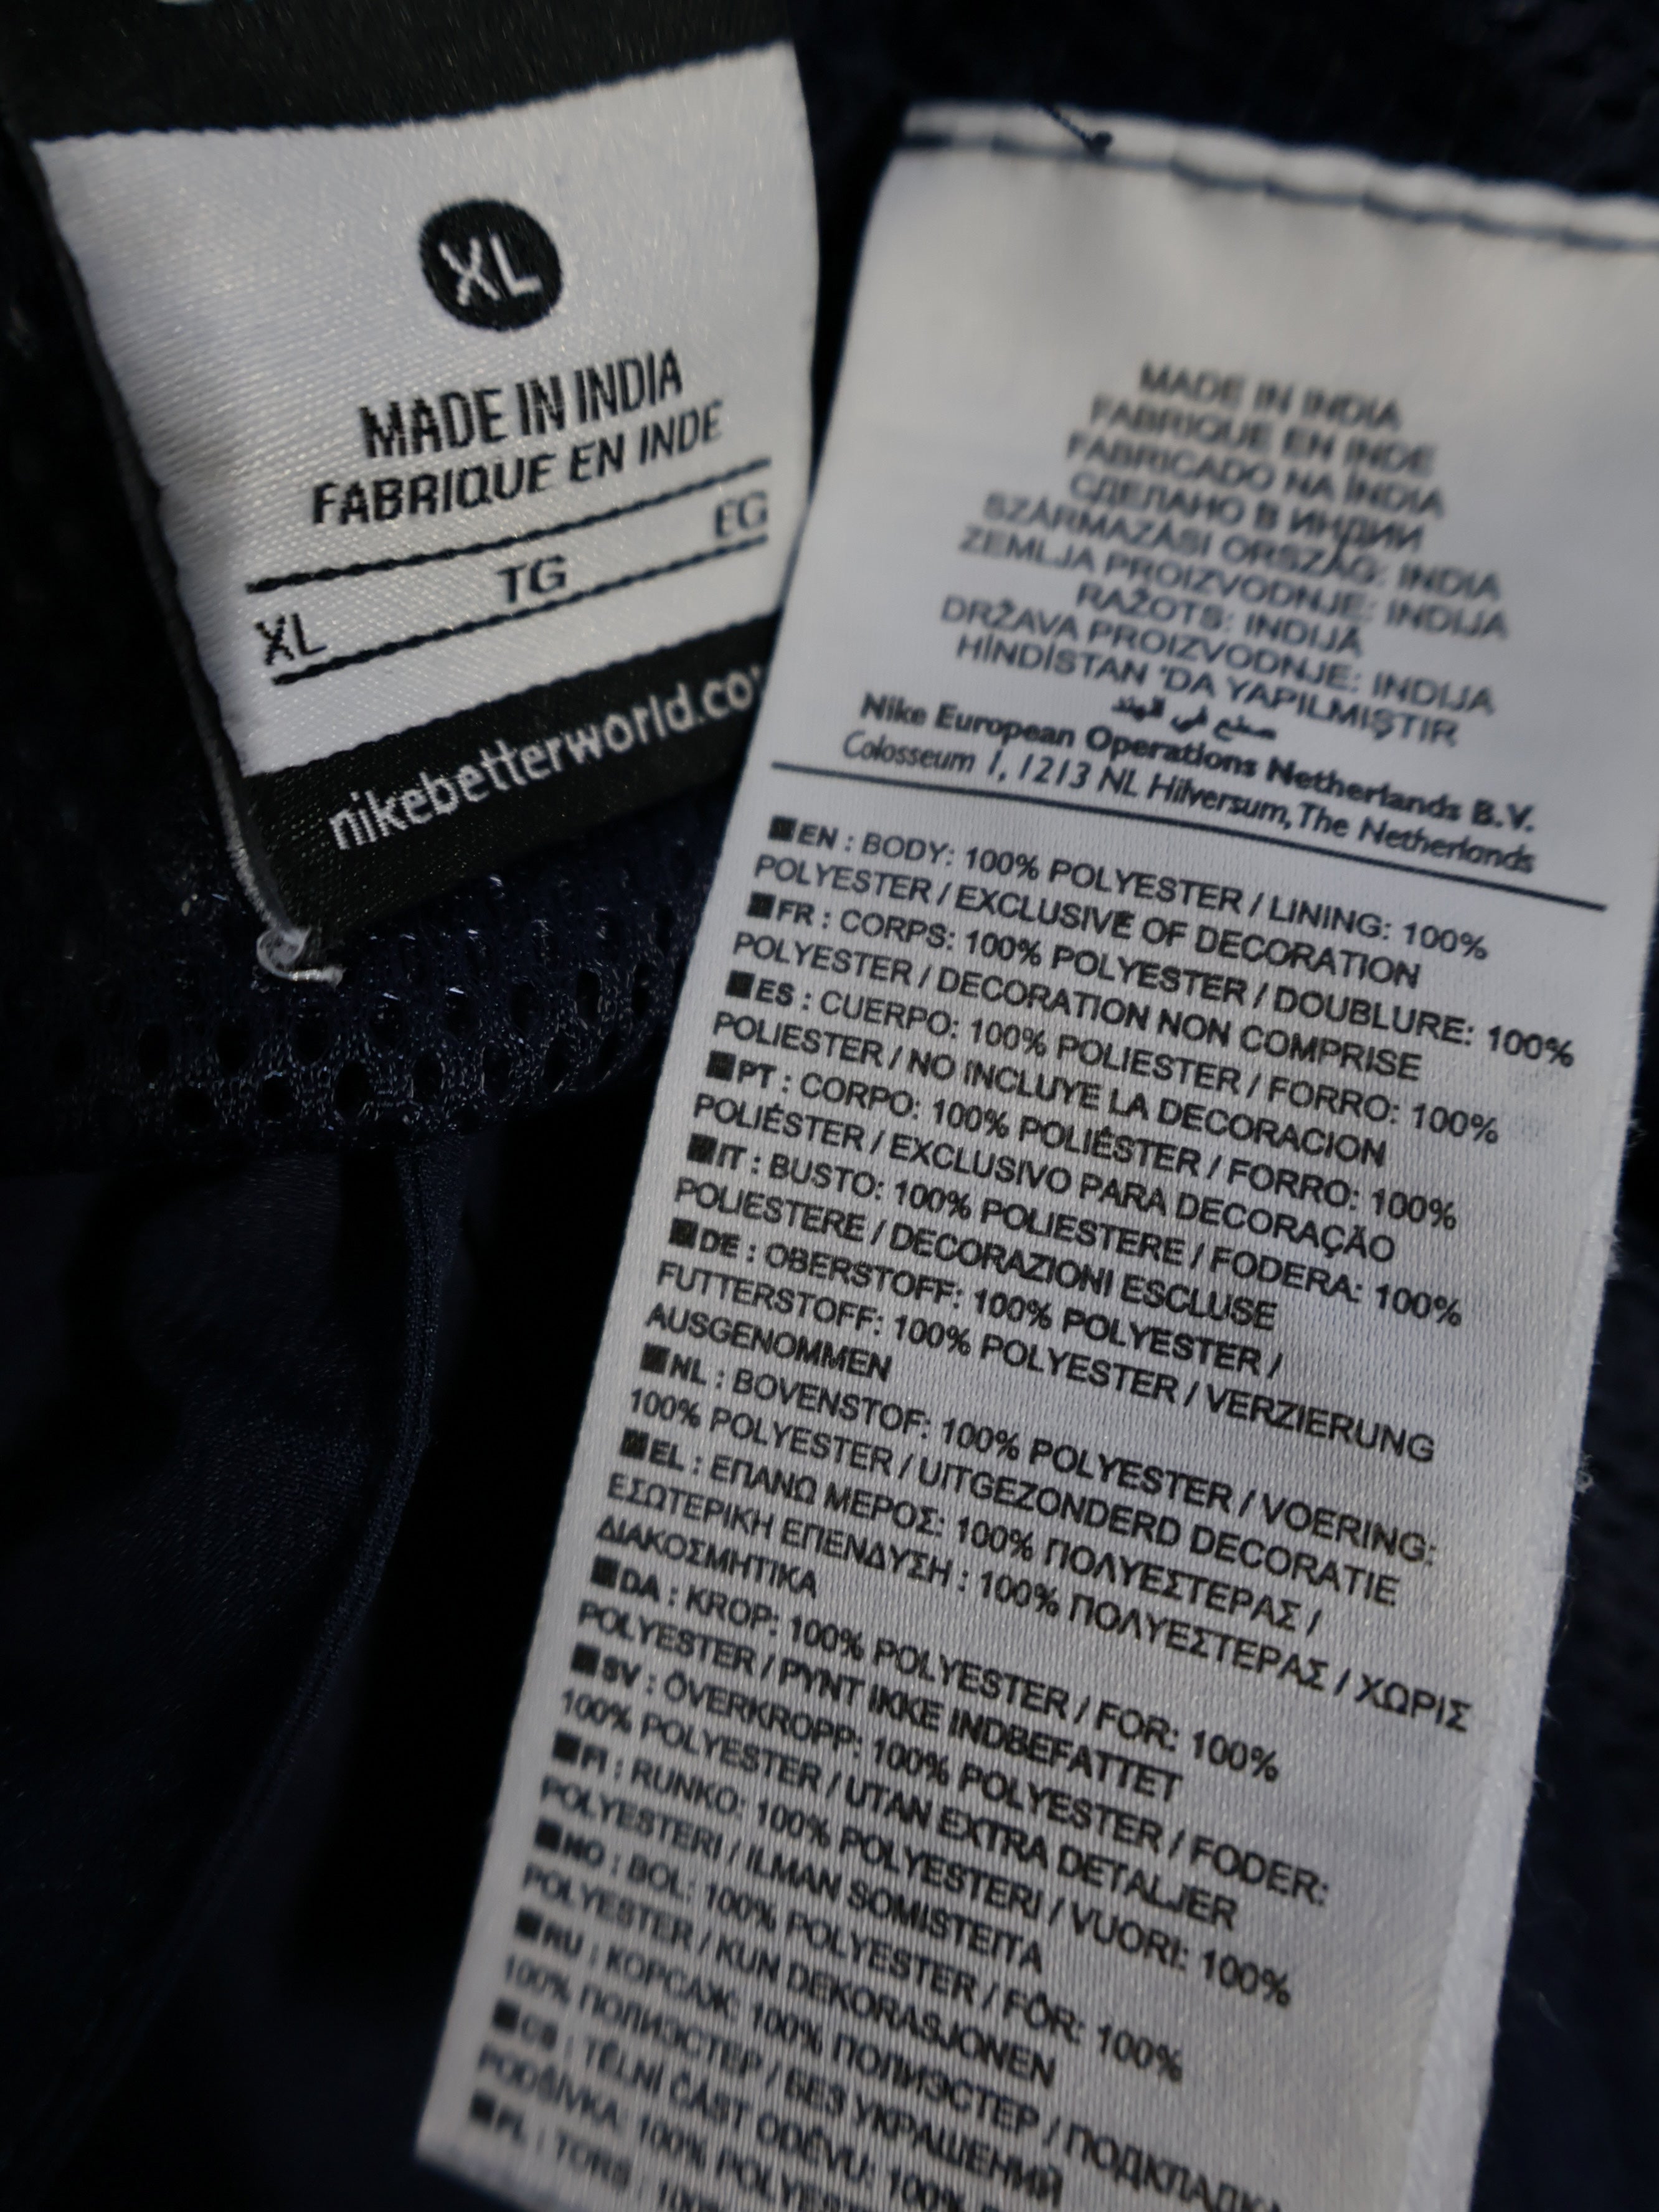 XL
MADE IN INDIA
FABRIQUE EN INDE
XL TG EG
nikebetterworld.co
MADE IN INDIA
FABRIQUE EN INDE
FABRICADO NA ÍNDIA
СДЕЛАНО В ИНДИИ
SZÁRMAZÁSI ORSZÁG: INDIA
ZEMLJA PROIZVODNJE: INDIJA
RAŽOTS: INDIJĀ
DRŽAVA PROIZVODNJE: INDIJA
HİNDİSTAN 'DA YAPILMIŞTIR
صنع في الهند
Nike European Operations Netherlands B.V.
Colosseum 1, 1213 NL Hilversum, The Netherlands
EN : BODY: 100% POLYESTER / LINING: 100%
POLYESTER / EXCLUSIVE OF DECORATION
FR : CORPS: 100% POLYESTER / DOUBLURE: 100%
POLYESTER / DECORATION NON COMPRISE
ES : CUERPO: 100% POLIESTER / FORRO: 100%
POLIESTER / NO INCLUYE LA DECORACION
PT : CORPO: 100% POLIÉSTER / FORRO: 100%
POLIÉSTER / EXCLUSIVO PARA DECORAÇÃO
IT : BUSTO: 100% POLIESTERE / FODERA: 100%
POLIESTERE / DECORAZIONI ESCLUSE
DE : OBERSTOFF: 100% POLYESTER /
FUTTERSTOFF: 100% POLYESTER / VERZIERUNG
AUSGENOMMEN
NL : BOVENSTOF: 100% POLYESTER / VOERING:
100% POLYESTER / UITGEZONDERD DECORATIE
EL : ΕΠΑΝΩ ΜΕΡΟΣ: 100% ΠΟΛΥΕΣΤΕΡΑΣ /
ΕΣΩΤΕΡΙΚΗ ΕΠΕΝΔΥΣΗ : 100% ΠΟΛΥΕΣΤΕΡΑΣ / ΧΩΡΙΣ
ΔΙΑΚΟΣΜΗΤΙΚΑ
DA : KROP: 100% POLYESTER / FOR: 100%
POLYESTER / PYNT IKKE INDBEFATTET
SV : ÖVERKROPP: 100% POLYESTER / FODER:
100% POLYESTER / UTAN EXTRA DETALJER
FI : RUNKO: 100% POLYESTERI / VUORI: 100%
POLYESTERI / ILMAN SOMISTEITA
NO : BOL: 100% POLYESTER / FÔR: 100%
POLYESTER / KUN DEKORASJONEN
RU : КОРСАЖ: 100% ПОЛИЭСТЕР / ПОДКЛАДКА
100% ПОЛИЭСТЕР / БЕЗ УКРАШЕНИЙ
CS : TĚLNÍ ČÁST ODĚVU: 100%
PODŠÍVKA: 100%
PL : TORS : 100%